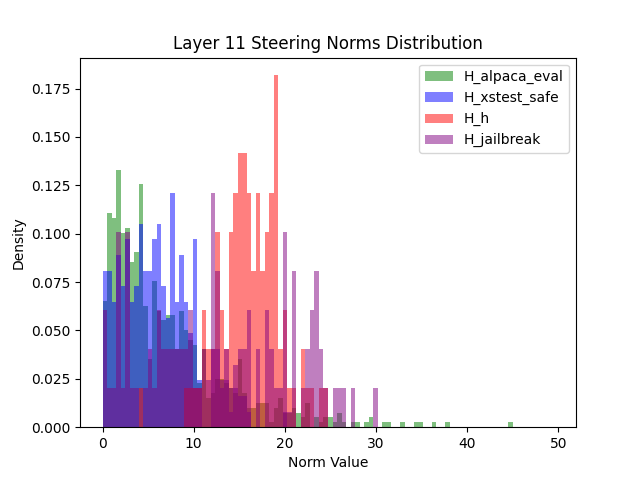 Layer 11 Steering Norms Distribution
H_alpaca_eval
H_xstest_safe
H_h
H_jailbreak
Density
0.175
0.150
0.125
0.100
0.075
0.050
0.025
0.000
0 10 20 30 40 50
Norm Value